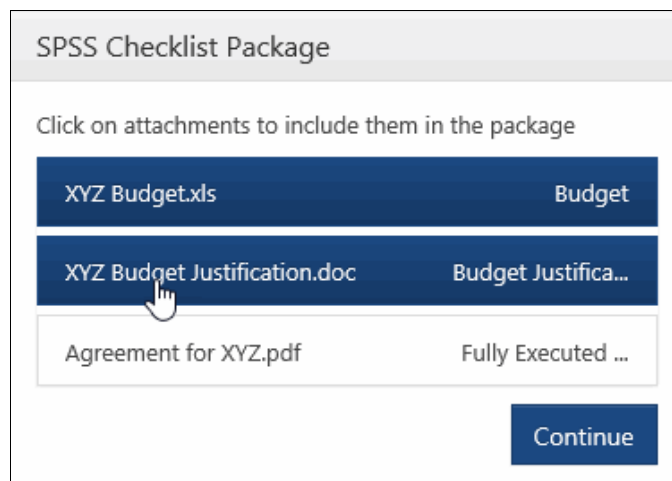 SPSS Checklist Package
Click on attachments to include them in the package
XYZ Budget.xls Budget
XYZ Budget Justification.doc Budget Justifica...
Agreement for XYZ.pdf Fully Executed ...
Continue